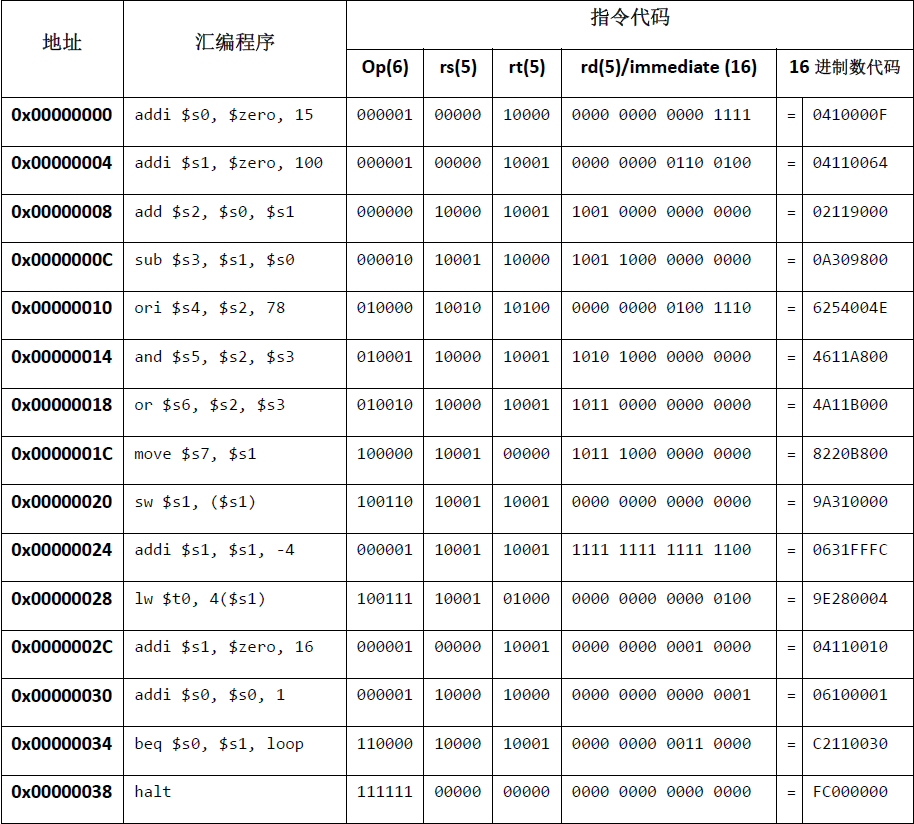 地址 汇编程序 指令代码
Op(6) rs(5) rt(5) rd(5)/immediate (16) 16 进制数代码
0x00000000 addi $s0, $zero, 15 000001 00000 10000 0000 0000 0000 1111 = 0410000F
0x00000004 addi $s1, $zero, 100 000001 00000 10001 0000 0000 0110 0100 = 04110064
0x00000008 add $s2, $s0, $s1 000000 10000 10001 1001 0000 0000 0000 = 02119000
0x0000000C sub $s3, $s1, $s0 000010 10001 10000 1001 1000 0000 0000 = 0A309800
0x00000010 ori $s4, $s2, 78 010000 10010 10100 0000 0000 0100 1110 = 6254004E
0x00000014 and $s5, $s2, $s3 010001 10000 10001 1010 1000 0000 0000 = 4611A800
0x00000018 or $s6, $s2, $s3 010010 10000 10001 1011 0000 0000 0000 = 4A11B000
0x0000001C move $s7, $s1 100000 10001 00000 1011 1000 0000 0000 = 8220B800
0x00000020 sw $s1, ($s1) 100110 10001 10001 0000 0000 0000 0000 = 9A310000
0x00000024 addi $s1, $s1, -4 000001 10001 10001 1111 1111 1111 1100 = 0631FFFC
0x00000028 lw $t0, 4($s1) 100111 10001 01000 0000 0000 0000 0100 = 9E280004
0x0000002C addi $s1, $zero, 16 000001 00000 10001 0000 0000 0001 0000 = 04110010
0x00000030 addi $s0, $s0, 1 000001 10000 10000 0000 0000 0000 0001 = 06100001
0x00000034 beq $s0, $s1, loop 110000 10000 10001 0000 0000 0011 0000 = C2110030
0x00000038 halt 111111 00000 00000 0000 0000 0000 0000 = FC000000